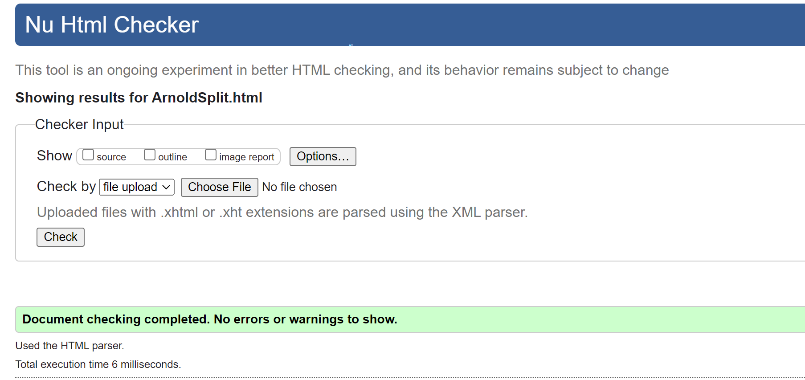 Nu Html Checker
This tool is an ongoing experiment in better HTML checking, and its behavior remains subject to change
Showing results for ArnoldSplit.html
Checker Input
Show source outline image report Options...
Check by file upload Choose File No file chosen
Uploaded files with .xhtml or .xht extensions are parsed using the XML parser.
Check
Document checking completed. No errors or warnings to show.
Used the HTML parser.
Total execution time 6 milliseconds.